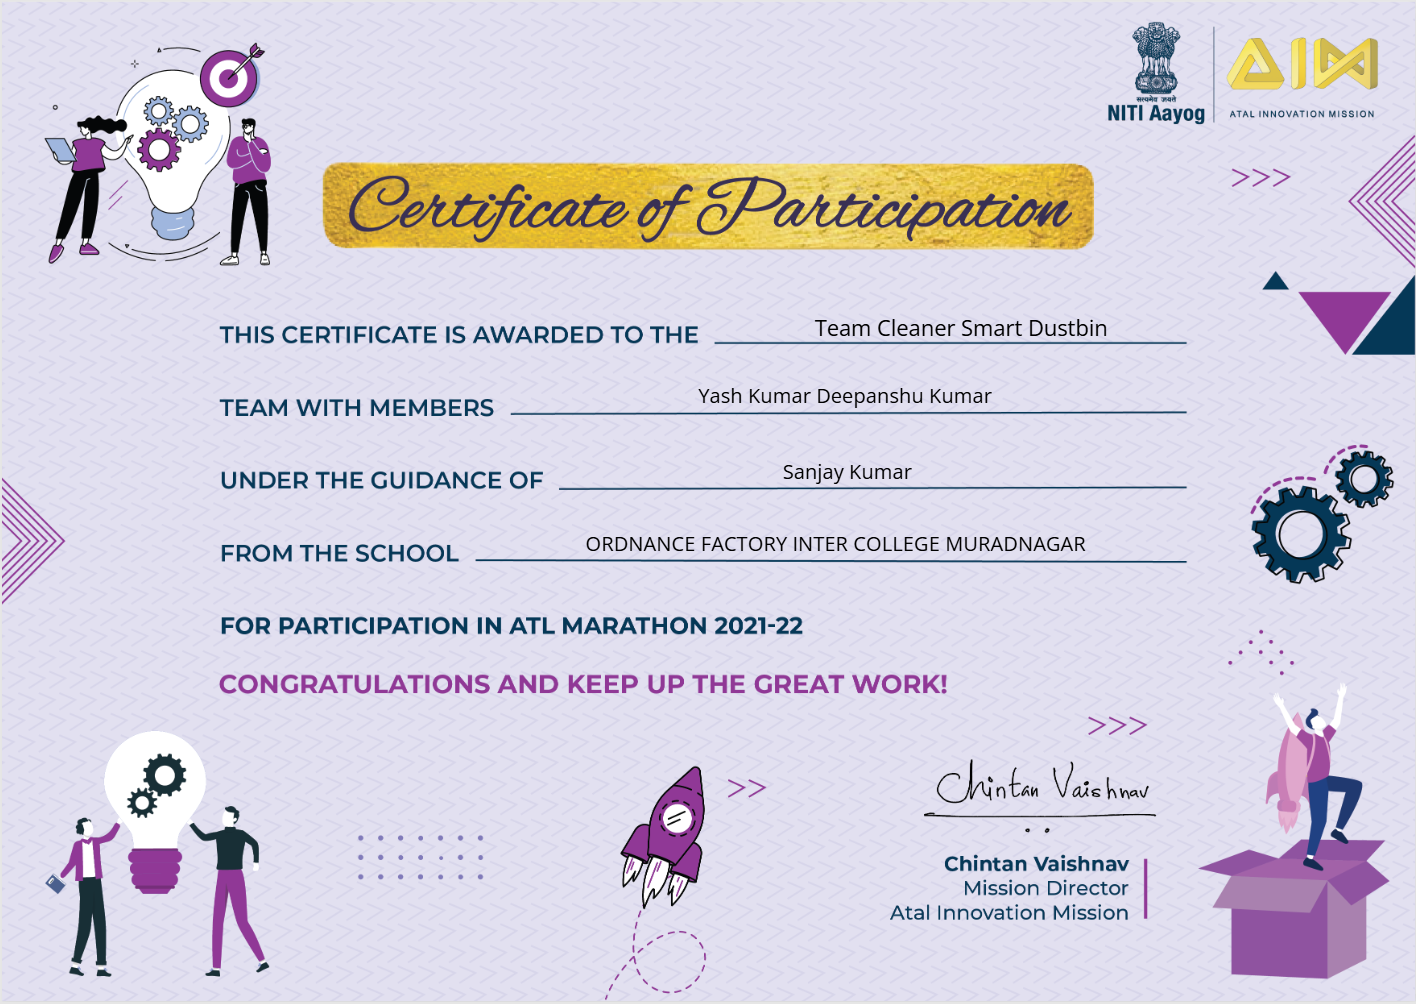 सत्यमेव जयते
NITI Aayog
AIM
ATAL INNOVATION MISSION
Certificate of Participation
THIS CERTIFICATE IS AWARDED TO THE Team Cleaner Smart Dustbin
TEAM WITH MEMBERS Yash Kumar Deepanshu Kumar
UNDER THE GUIDANCE OF Sanjay Kumar
FROM THE SCHOOL ORDNANCE FACTORY INTER COLLEGE MURADNAGAR
FOR PARTICIPATION IN ATL MARATHON 2021-22
CONGRATULATIONS AND KEEP UP THE GREAT WORK!
Chintan Vaishnav
Chintan Vaishnav
Mission Director
Atal Innovation Mission